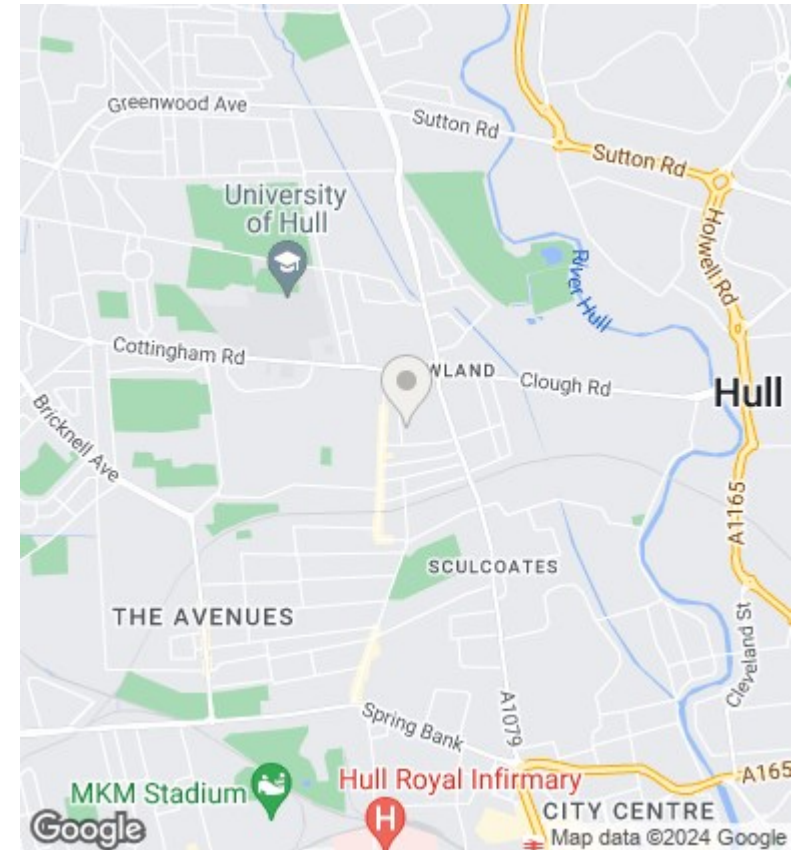 Greenwood Ave
Sutton Rd
Sutton Rd
University
of Hull
Holwell Rd
River Hull
Cottingham Rd
WLAND
Clough Rd
Hull
Bricknell Ave
A1165
SCULCOATES
THE AVENUES
Cleveland St
A1079
Spring Bank
MKM Stadium
Hull Royal Infirmary
H
A165
CITY CENTRE
Google
Map data ©2024 Google